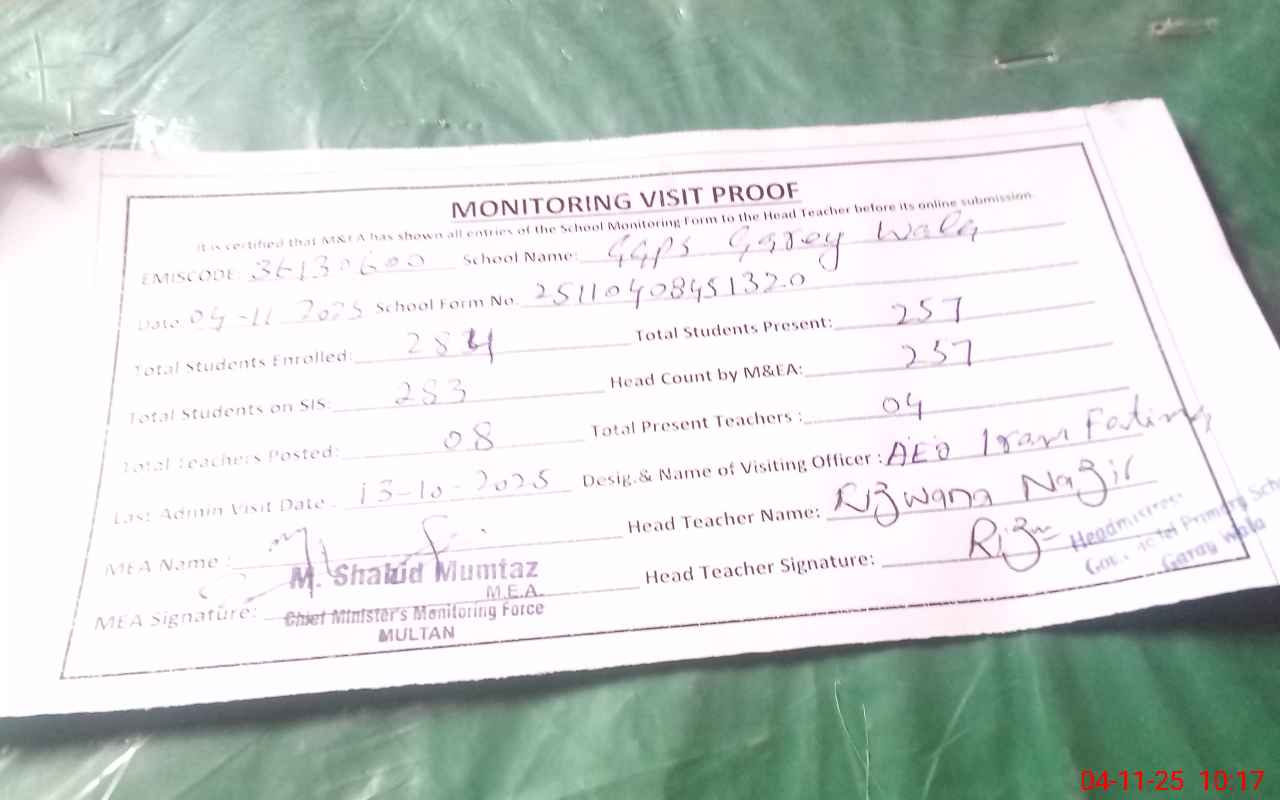 MONITORING VISIT PROOF
It is certified that M&EA has shown all entries of the School Monitoring Form to the Head Teacher before its online submission.
EMISCODE: 36130600 School Name: GGPS Garey Wala
Date 04-11 2025 School Form No. 25110408451320
Total Students Enrolled: 284 Total Students Present: 257
Total Students on SIS: 283 Head Count by M&EA: 257
Total Teachers Posted: 08 Total Present Teachers : 04
Last Admin Visit Date : 13-10-2025 Desig.& Name of Visiting Officer : AEO Iram Fatima
MEA Name : Head Teacher Name: Rizwana Nazir
MEA Signature: Head Teacher Signature: Rizw
M. Shahid Mumtaz
M.E.A.
Chief Minister's Monitoring Force
MULTAN
Headmistress
Primary School
Garay Wala
04-11-25 10:17